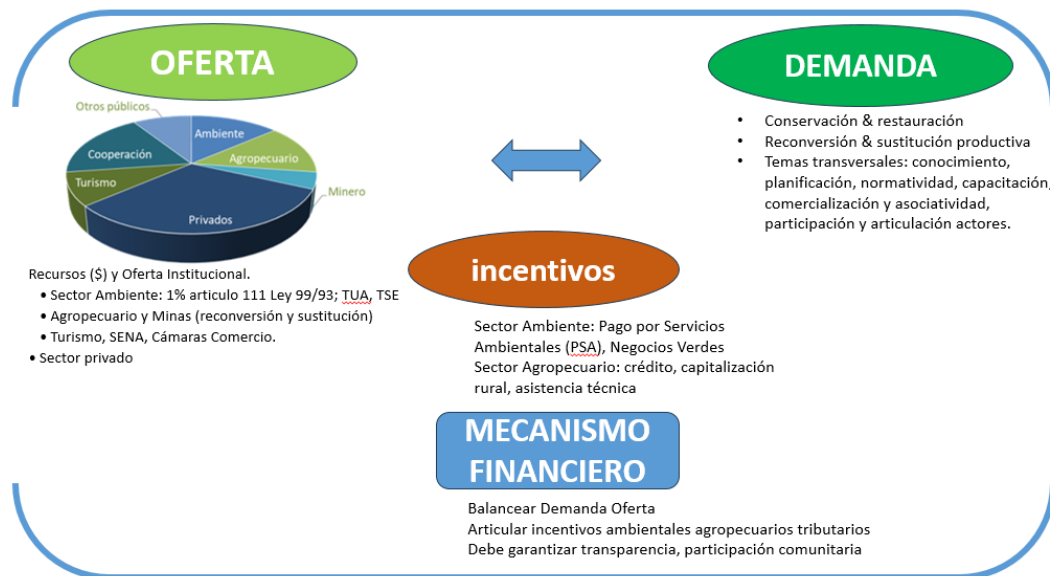 OFERTA
Otros públicos
Ambiente
Cooperación
Agropecuario
Turismo
Minero
Privados
Recursos ($) y Oferta Institucional.
• Sector Ambiente: 1% articulo 111 Ley 99/93; TUA, TSE
• Agropecuario y Minas (reconversión y sustitución)
• Turismo, SENA, Cámaras Comercio.
• Sector privado
DEMANDA
• Conservación & restauración
• Reconversión & sustitución productiva
• Temas transversales: conocimiento,
planificación, normatividad, capacitación,
comercialización y asociatividad,
participación y articulación actores.
incentivos
Sector Ambiente: Pago por Servicios
Ambientales (PSA), Negocios Verdes
Sector Agropecuario: crédito, capitalización
rural, asistencia técnica
MECANISMO
FINANCIERO
Balancear Demanda Oferta
Articular incentivos ambientales agropecuarios tributarios
Debe garantizar transparencia, participación comunitaria